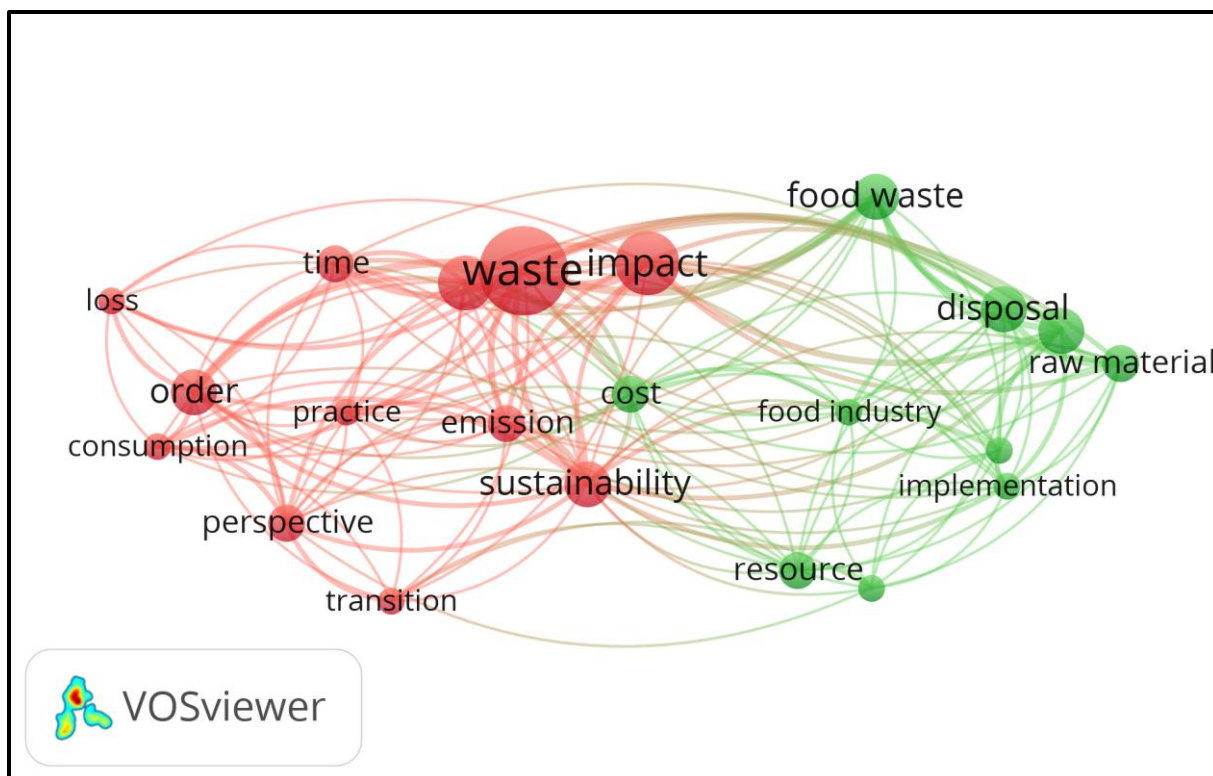 food waste
waste
impact
time
loss
disposal
raw material
order
practice
emission
cost
food industry
consumption
sustainability
implementation
perspective
resource
transition
VOSviewer